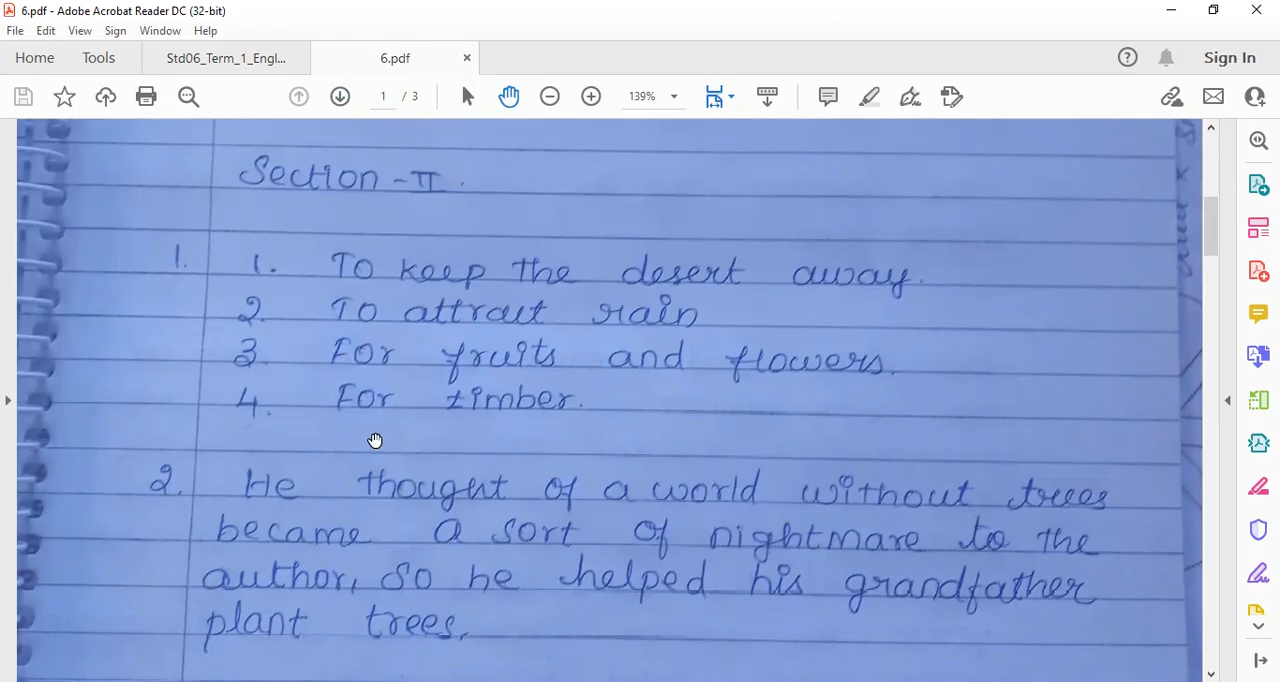 6.pdf - Adobe Acrobat Reader DC (32-bit)
File Edit View Sign Window Help
Home Tools Std06_Term_1_Engl... 6.pdf × Sign In
1 / 3 139%
Section - II.
1. 1. To keep the desert away.
2. To attract rain
3. For fruits and flowers.
4. For timber.
2. He thought of a world without trees
became a sort of nightmare to the
author, so he helped his grandfather
plant trees.